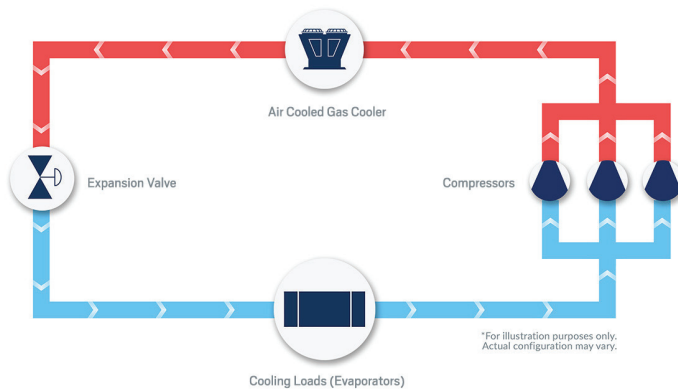 Air Cooled Gas Cooler
Expansion Valve
Compressors
*For illustration purposes only.
Actual configuration may vary.
Cooling Loads (Evaporators)